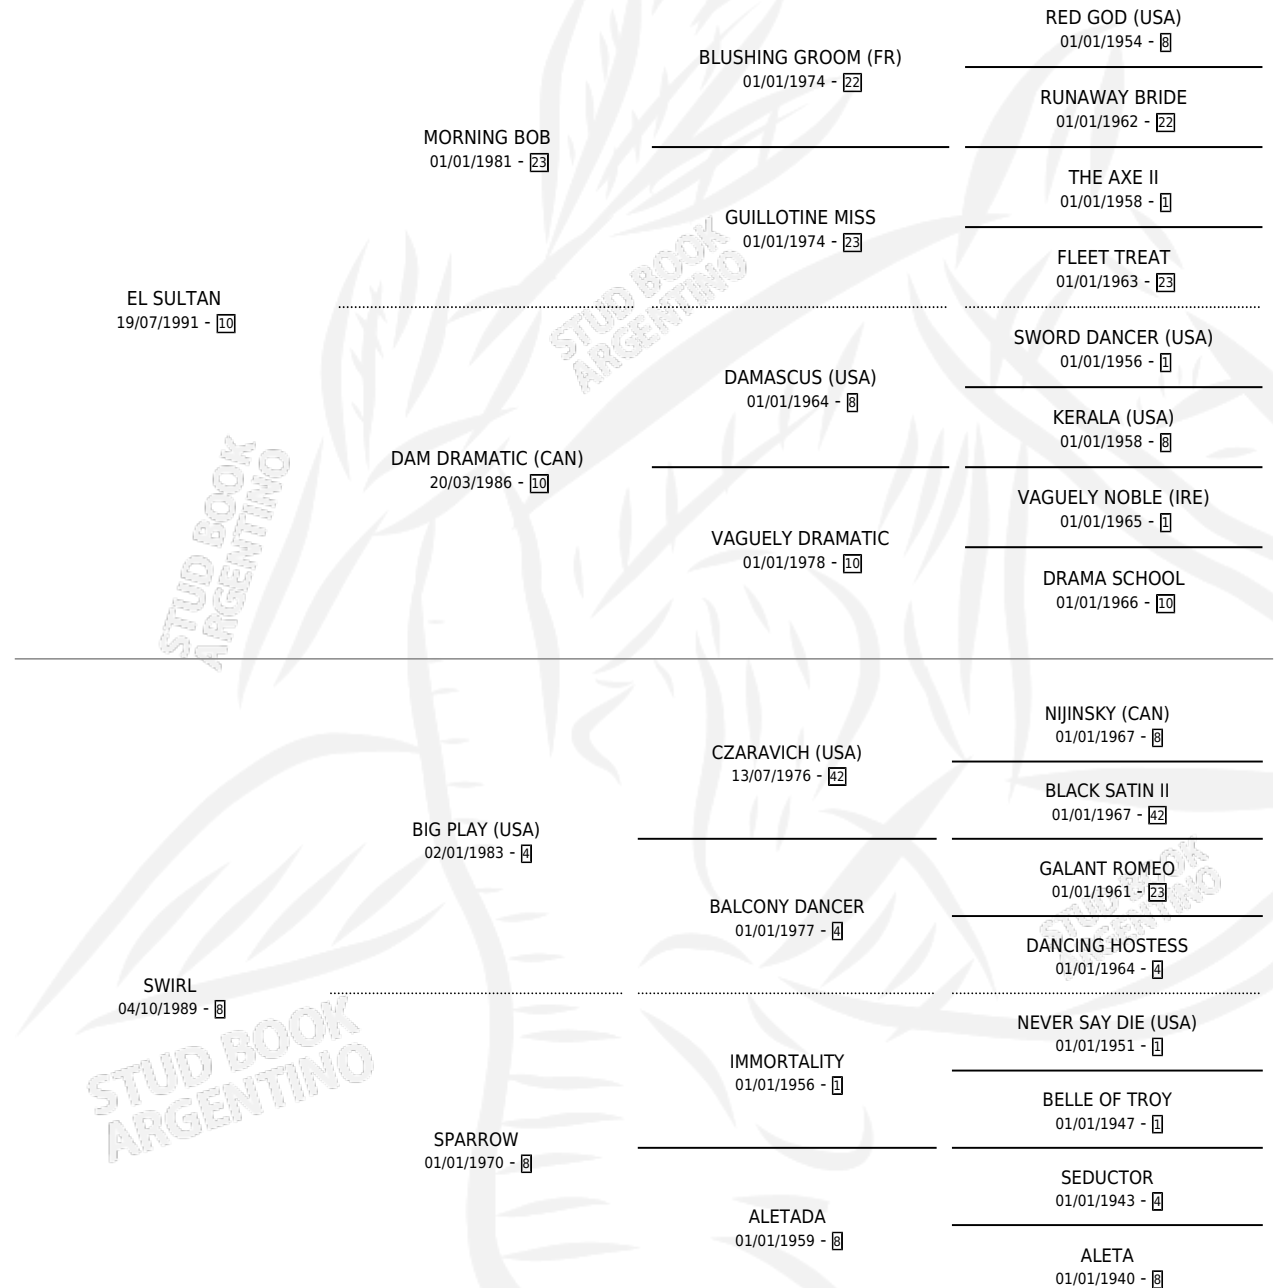 RED GOD (USA)
01/01/1954 - 8
BLUSHING GROOM (FR)
01/01/1974 - 22
RUNAWAY BRIDE
01/01/1962 - 22
MORNING BOB
01/01/1981 - 23
THE AXE II
01/01/1958 - 1
GUILLOTINE MISS
01/01/1974 - 23
FLEET TREAT
01/01/1963 - 23
EL SULTAN
19/07/1991 - 10
STUD BOOK
ARGENTINO
SWORD DANCER (USA)
01/01/1956 - 1
DAMASCUS (USA)
01/01/1964 - 8
KERALA (USA)
01/01/1958 - 8
DAM DRAMATIC (CAN)
20/03/1986 - 10
VAGUELY NOBLE (IRE)
01/01/1965 - 1
VAGUELY DRAMATIC
01/01/1978 - 10
DRAMA SCHOOL
01/01/1966 - 10
STUD BOOK
ARGENTINO
NIJINSKY (CAN)
01/01/1967 - 8
CZARAVICH (USA)
13/07/1976 - 42
BLACK SATIN II
01/01/1967 - 42
BIG PLAY (USA)
02/01/1983 - 4
GALANT ROMEO
01/01/1961 - 23
BALCONY DANCER
01/01/1977 - 4
STUD BOOK
ARGENTINO
DANCING HOSTESS
01/01/1964 - 4
SWIRL
04/10/1989 - 8
NEVER SAY DIE (USA)
01/01/1951 - 1
STUD BOOK
ARGENTINO
IMMORTALITY
01/01/1956 - 1
BELLE OF TROY
01/01/1947 - 1
SPARROW
01/01/1970 - 8
SEDUCTOR
01/01/1943 - 4
ALETADA
01/01/1959 - 8
ALETA
01/01/1940 - 8